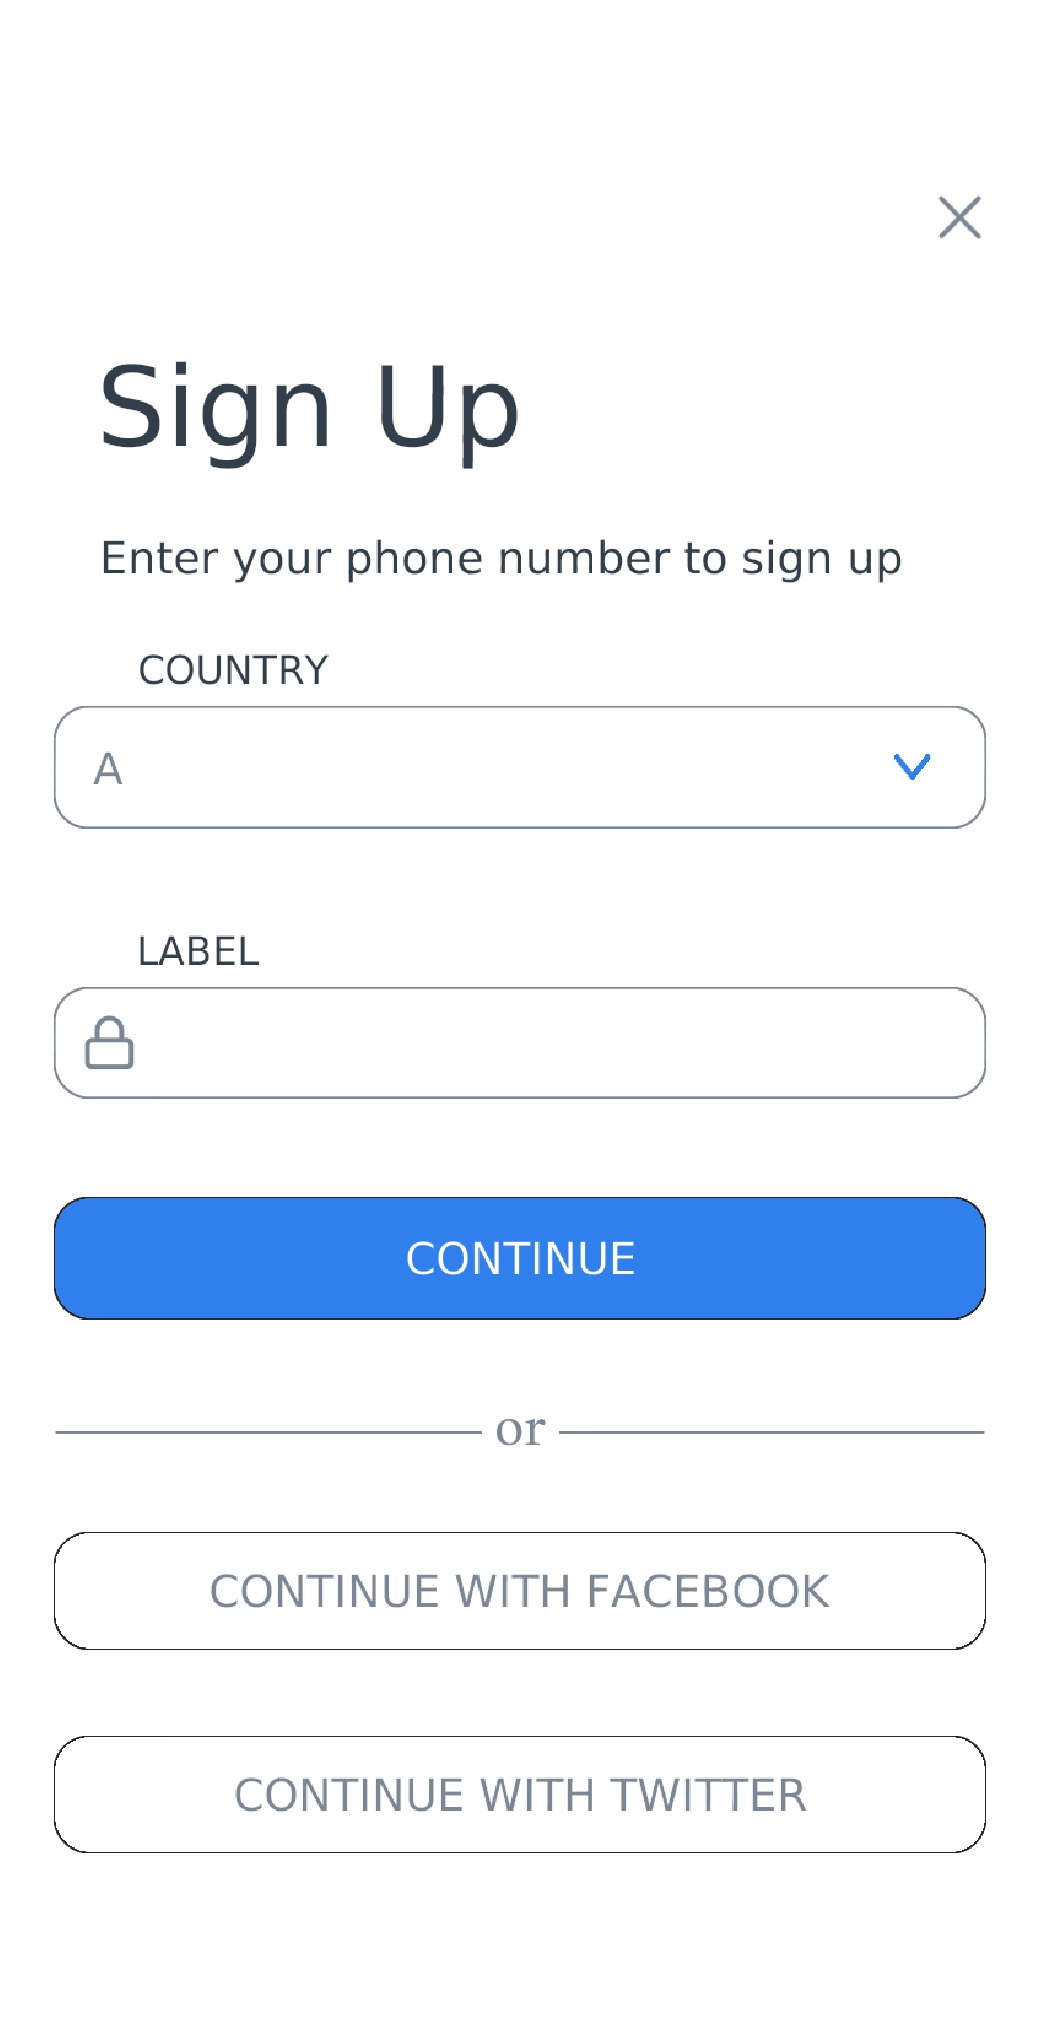 Sign Up
Enter your phone number to sign up
COUNTRY
A
LABEL
CONTINUE
or
CONTINUE WITH FACEBOOK
CONTINUE WITH TWITTER